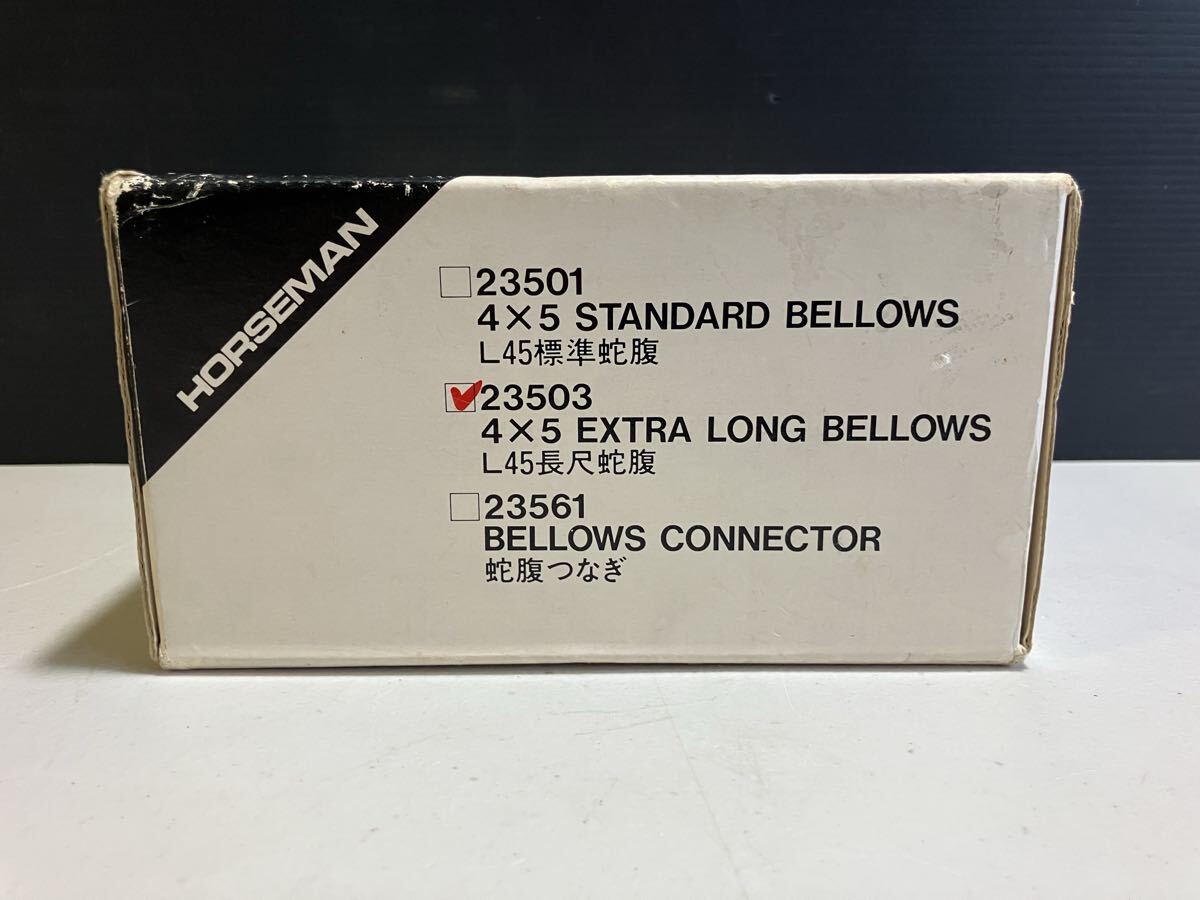 HORSEMAN
23501
4×5 STANDARD BELLOWS
L45標準蛇腹
23503
4×5 EXTRA LONG BELLOWS
L45長尺蛇腹
23561
BELLOWS CONNECTOR
蛇腹つなぎ